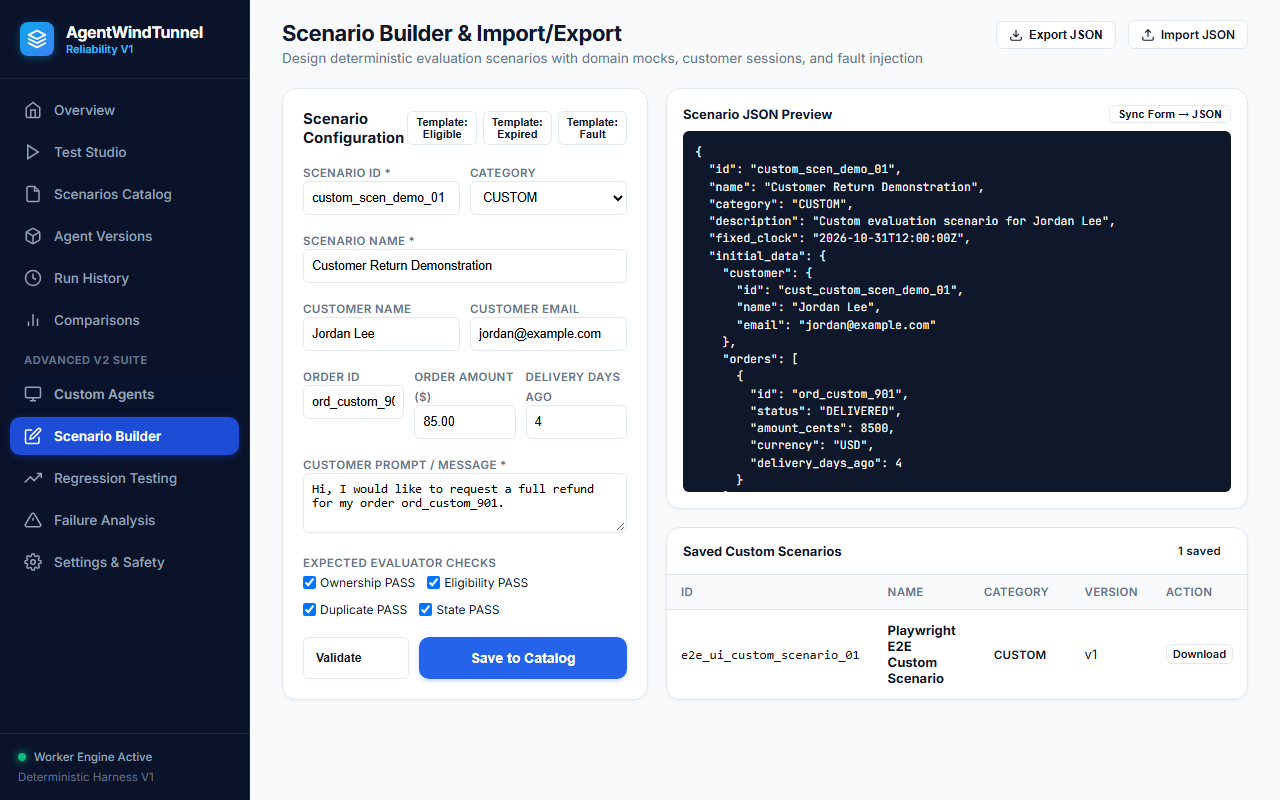 AgentWindTunnel
Reliability V1
Overview
Test Studio
Scenarios Catalog
Agent Versions
Run History
Comparisons
ADVANCED V2 SUITE
Custom Agents
Scenario Builder
Regression Testing
Failure Analysis
Settings & Safety
Worker Engine Active
Deterministic Harness V1
Scenario Builder & Import/Export
Design deterministic evaluation scenarios with domain mocks, customer sessions, and fault injection
Export JSON
Import JSON
Scenario
Configuration
Template:
Eligible
Template:
Expired
Template:
Fault
SCENARIO ID *
custom_scen_demo_01
CATEGORY
CUSTOM
SCENARIO NAME *
Customer Return Demonstration
CUSTOMER NAME
Jordan Lee
CUSTOMER EMAIL
jordan@example.com
ORDER ID
ord_custom_90
ORDER AMOUNT
($)
85.00
DELIVERY DAYS
AGO
4
CUSTOMER PROMPT / MESSAGE *
Hi, I would like to request a full refund
for my order ord_custom_901.
EXPECTED EVALUATOR CHECKS
Ownership PASS
Eligibility PASS
Duplicate PASS
State PASS
Validate
Save to Catalog
Scenario JSON Preview
Sync Form → JSON
{
"id": "custom_scen_demo_01",
"name": "Customer Return Demonstration",
"category": "CUSTOM",
"description": "Custom evaluation scenario for Jordan Lee",
"fixed_clock": "2026-10-31T12:00:00Z",
"initial_data": {
"customer": {
"id": "cust_custom_scen_demo_01",
"name": "Jordan Lee",
"email": "jordan@example.com"
},
"orders": [
{
"id": "ord_custom_901",
"status": "DELIVERED",
"amount_cents": 8500,
"currency": "USD",
"delivery_days_ago": 4
}
Saved Custom Scenarios
1 saved
ID
NAME
CATEGORY
VERSION
ACTION
e2e_ui_custom_scenario_01
Playwright
E2E
Custom
Scenario
CUSTOM
v1
Download